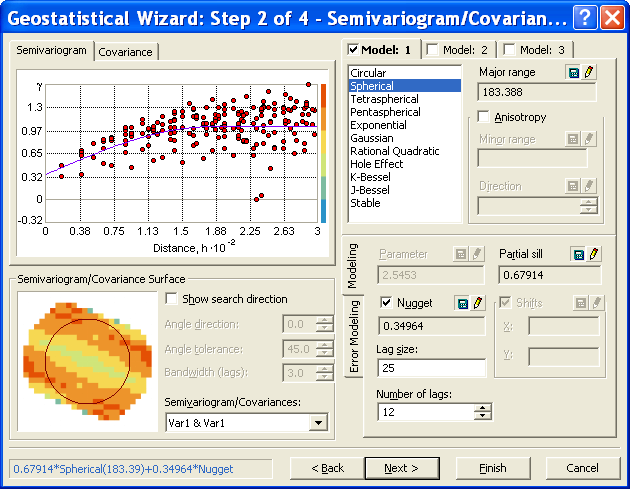 Geostatistical Wizard: Step 2 of 4 - Semivariogram/Covarian...
Semivariogram
Covariance
γ
1.3
0.97
0.65
0.32
0
-0.32
0 0.38 0.75 1.13 1.5 1.88 2.25 2.63 3
Distance, h·10⁻²
Semivariogram/Covariance Surface
Show search direction
Angle direction: 0.0
Angle tolerance: 45.0
Bandwidth (lags): 3.0
Semivariogram/Covariances:
Var1 & Var1
Model: 1
Model: 2
Model: 3
Circular
Spherical
Tetraspherical
Pentaspherical
Exponential
Gaussian
Rational Quadratic
Hole Effect
K-Bessel
J-Bessel
Stable
Major range
183.388
Anisotropy
Minor range
Direction
Modeling
Error Modeling
Parameter
2.5453
Partial sill
0.67914
Nugget
0.34964
Shifts
X:
Y:
Lag size:
25
Number of lags:
12
0.67914*Spherical(183.39)+0.34964*Nugget
< Back
Next >
Finish
Cancel